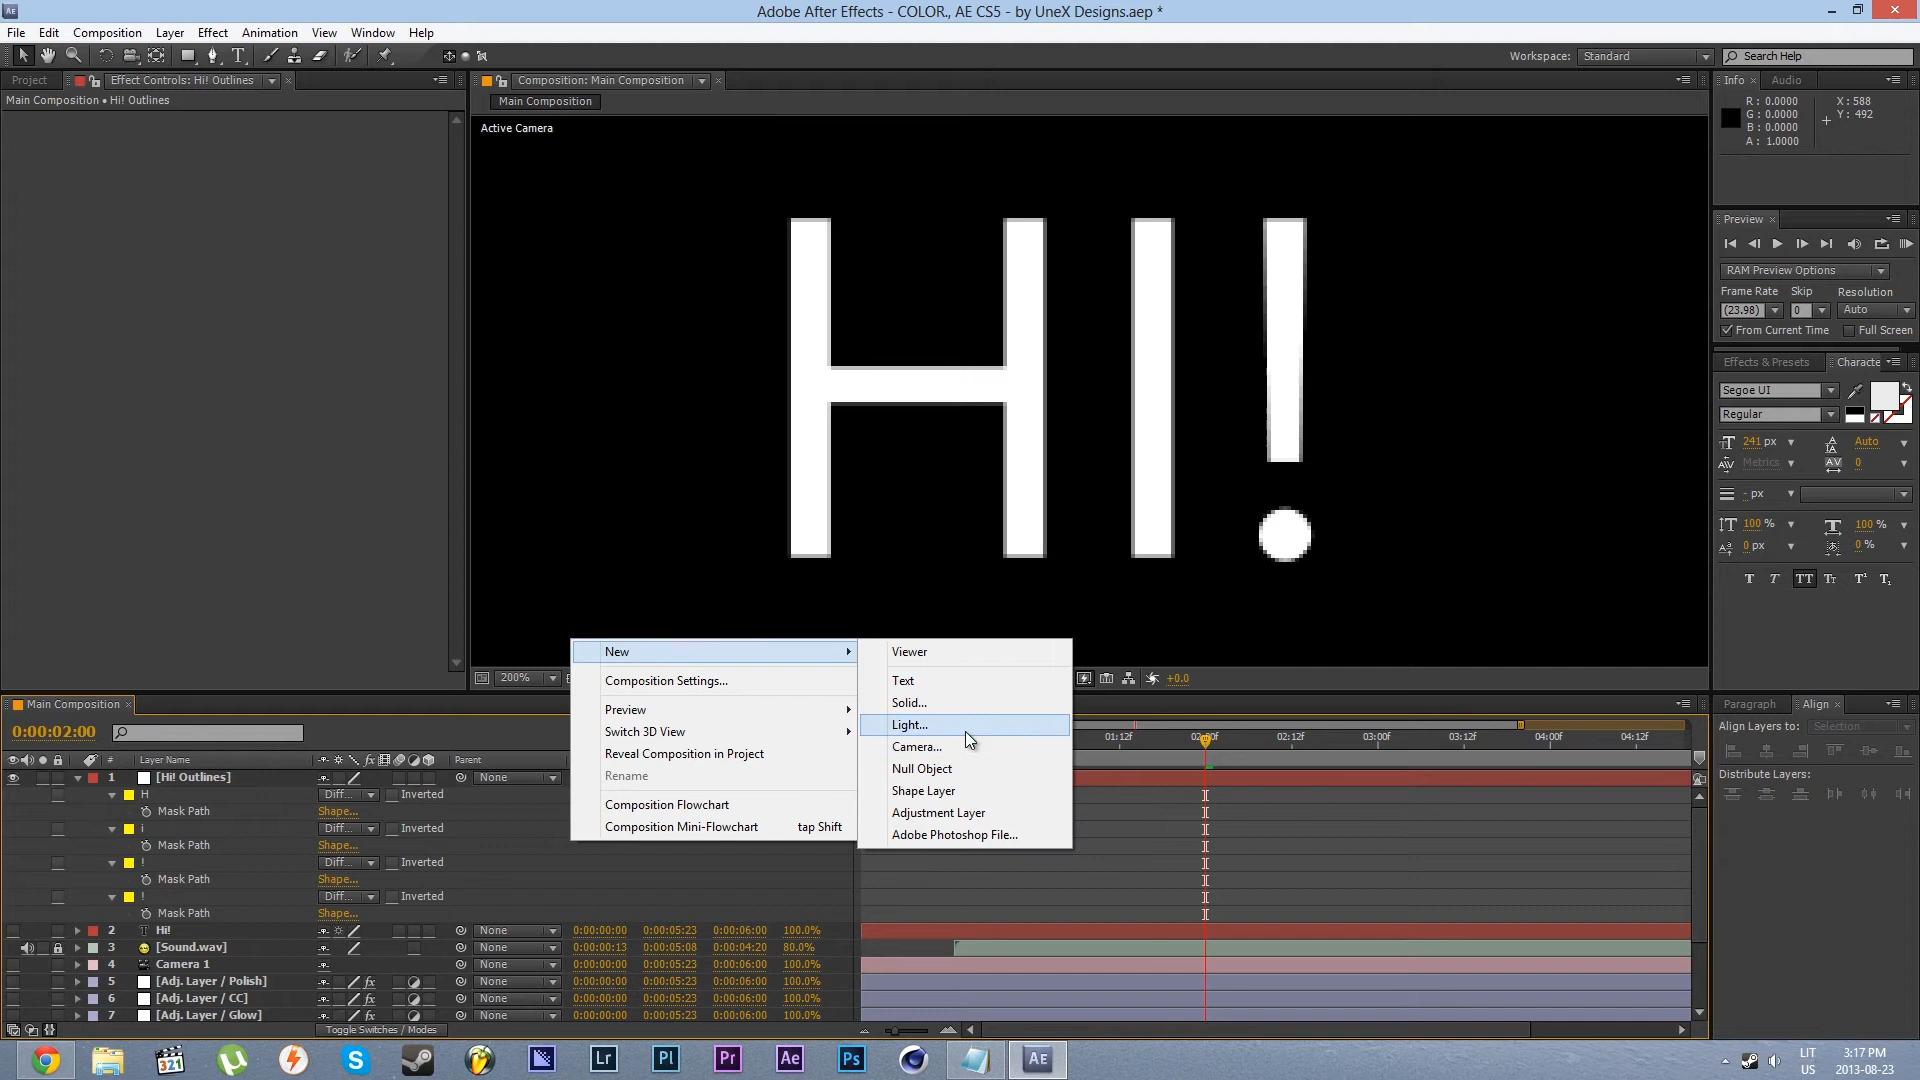 Adobe After Effects - COLOR., AE CS5 - by UneX Designs.aep *
File Edit Composition Layer Effect Animation View Window Help
Workspace: Standard Search Help
Project Effect Controls: Hi! Outlines Composition: Main Composition Info Audio
Main Composition • Hi! Outlines
Main Composition
Active Camera
R: 0.0000 X: 588
G: 0.0000 Y: 492
B: 0.0000
A: 1.0000
HI!
Preview
RAM Preview Options
Frame Rate Skip Resolution
(23.98) 0 Auto
From Current Time Full Screen
Effects & Presets Characte
Segoe UI
Regular
241 px Auto
Metrics 0
- px
100 % 100 %
0 px 0 %
200% +0.0
New
Composition Settings...
Preview
Switch 3D View
Reveal Composition in Project
Rename
Composition Flowchart
Composition Mini-Flowchart tap Shift
Viewer
Text
Solid...
Light...
Camera...
Null Object
Shape Layer
Adjustment Layer
Adobe Photoshop File...
Main Composition
0:00:02:00
01:12f 02:00f 02:12f 03:00f 03:12f 04:00f 04:12f
# Layer Name Parent
1 [Hi! Outlines] None
H Diff... Inverted
Mask Path Shape...
i Diff... Inverted
Mask Path Shape...
! Diff... Inverted
Mask Path Shape...
! Diff... Inverted
Mask Path Shape...
2 Hi! None 0:00:00:00 0:00:05:23 0:00:06:00 100.0%
3 [Sound.wav] None 0:00:00:13 0:00:05:08 0:00:04:20 80.0%
4 Camera 1 None 0:00:00:00 0:00:05:23 0:00:06:00 100.0%
5 [Adj. Layer / Polish] None 0:00:00:00 0:00:05:23 0:00:06:00 100.0%
6 [Adj. Layer / CC] None 0:00:00:00 0:00:05:23 0:00:06:00 100.0%
7 [Adj. Layer / Glow] None 0:00:00:00 0:00:05:23 0:00:06:00 100.0%
Toggle Switches / Modes
Paragraph Align
Align Layers to: Selection
Distribute Layers:
321 Lr Pl Pr Ae Ps AE
LIT 3:17 PM
US 2013-08-23